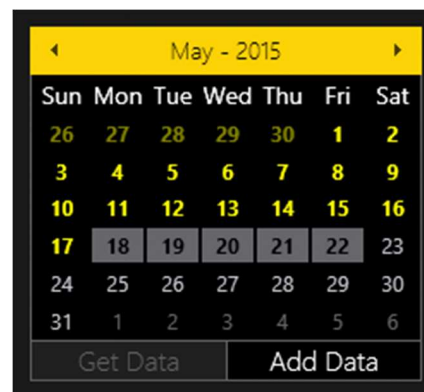 May - 2015
Sun Mon Tue Wed Thu Fri Sat
26 27 28 29 30 1 2
3 4 5 6 7 8 9
10 11 12 13 14 15 16
17 18 19 20 21 22 23
24 25 26 27 28 29 30
31 1 2 3 4 5 6
Get Data Add Data